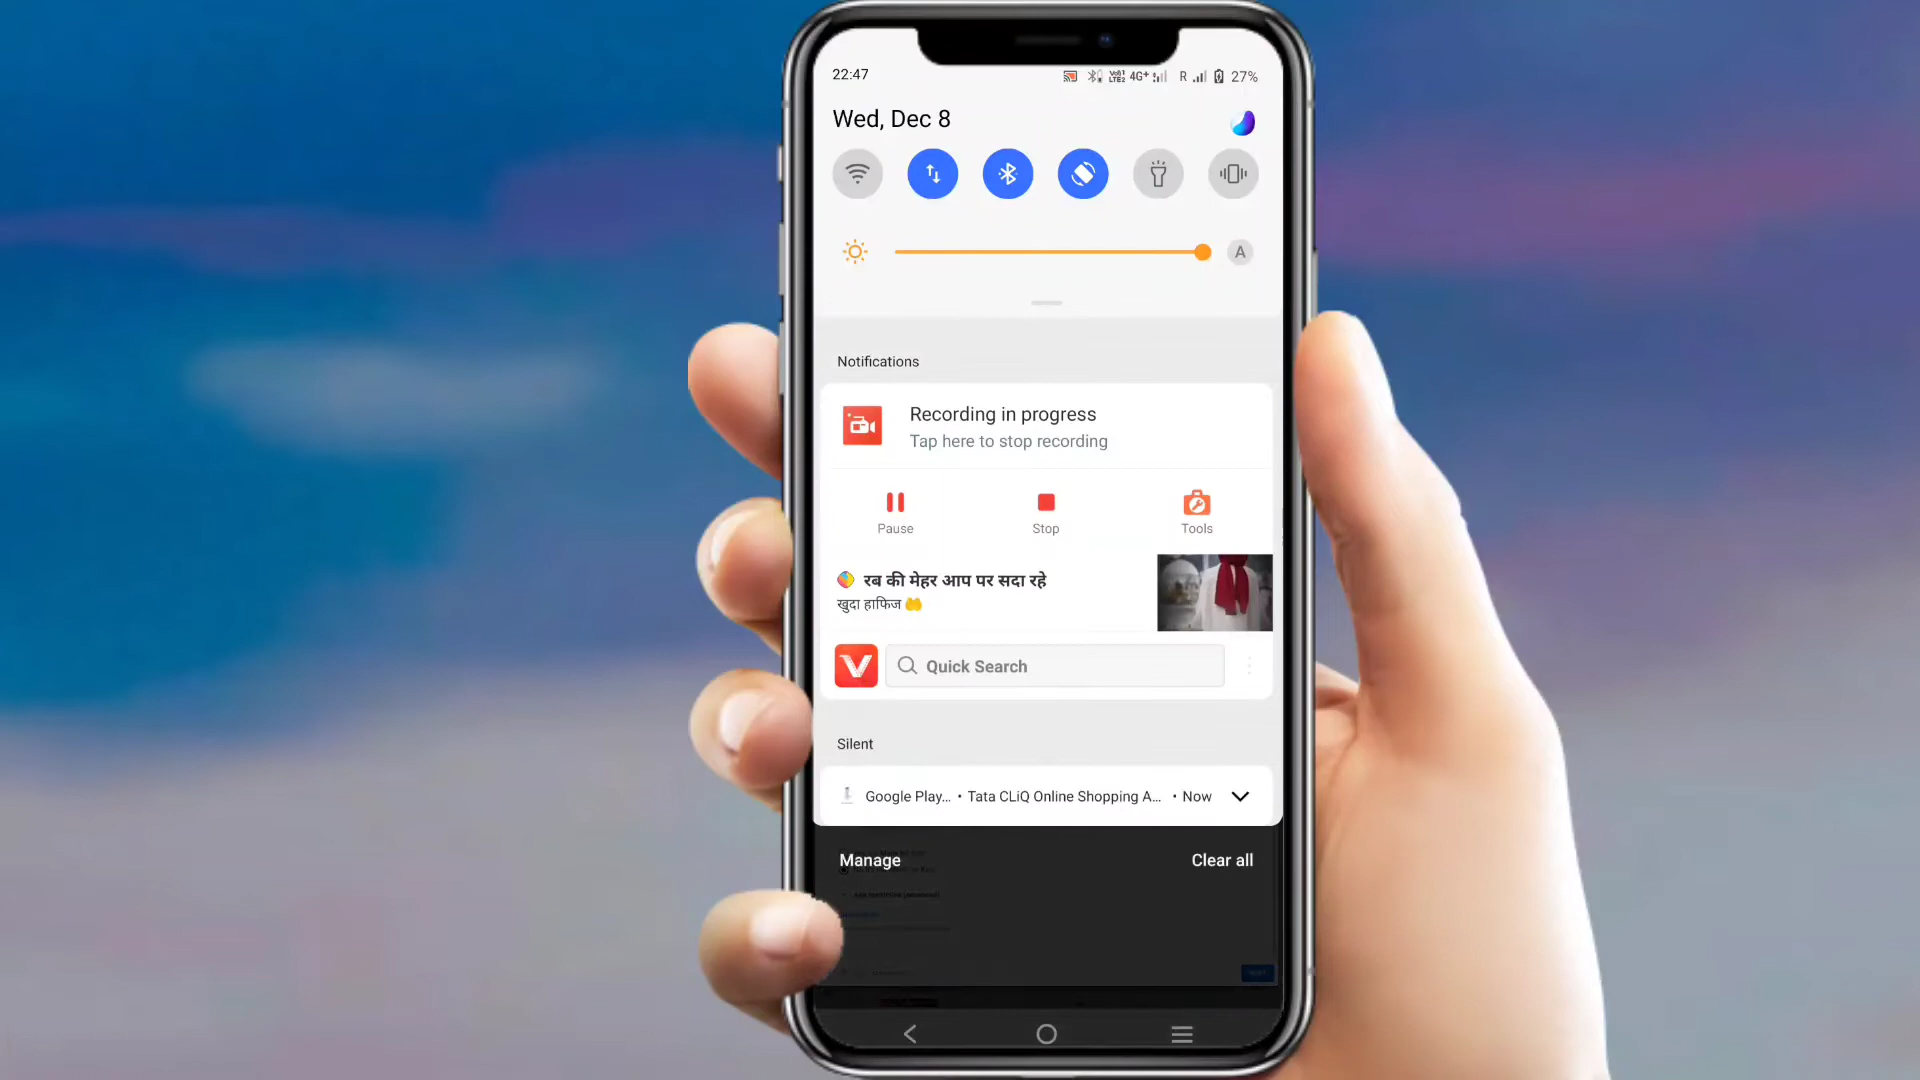 22:47
4G+ R 27%
Wed, Dec 8
A
Notifications
Recording in progress
Tap here to stop recording
Pause Stop Tools
रब की मेहर आप पर सदा रहे
खुदा हाफिज 🤲
Quick Search
Silent
Google Play... • Tata CLiQ Online Shopping A... • Now
Manage Clear all